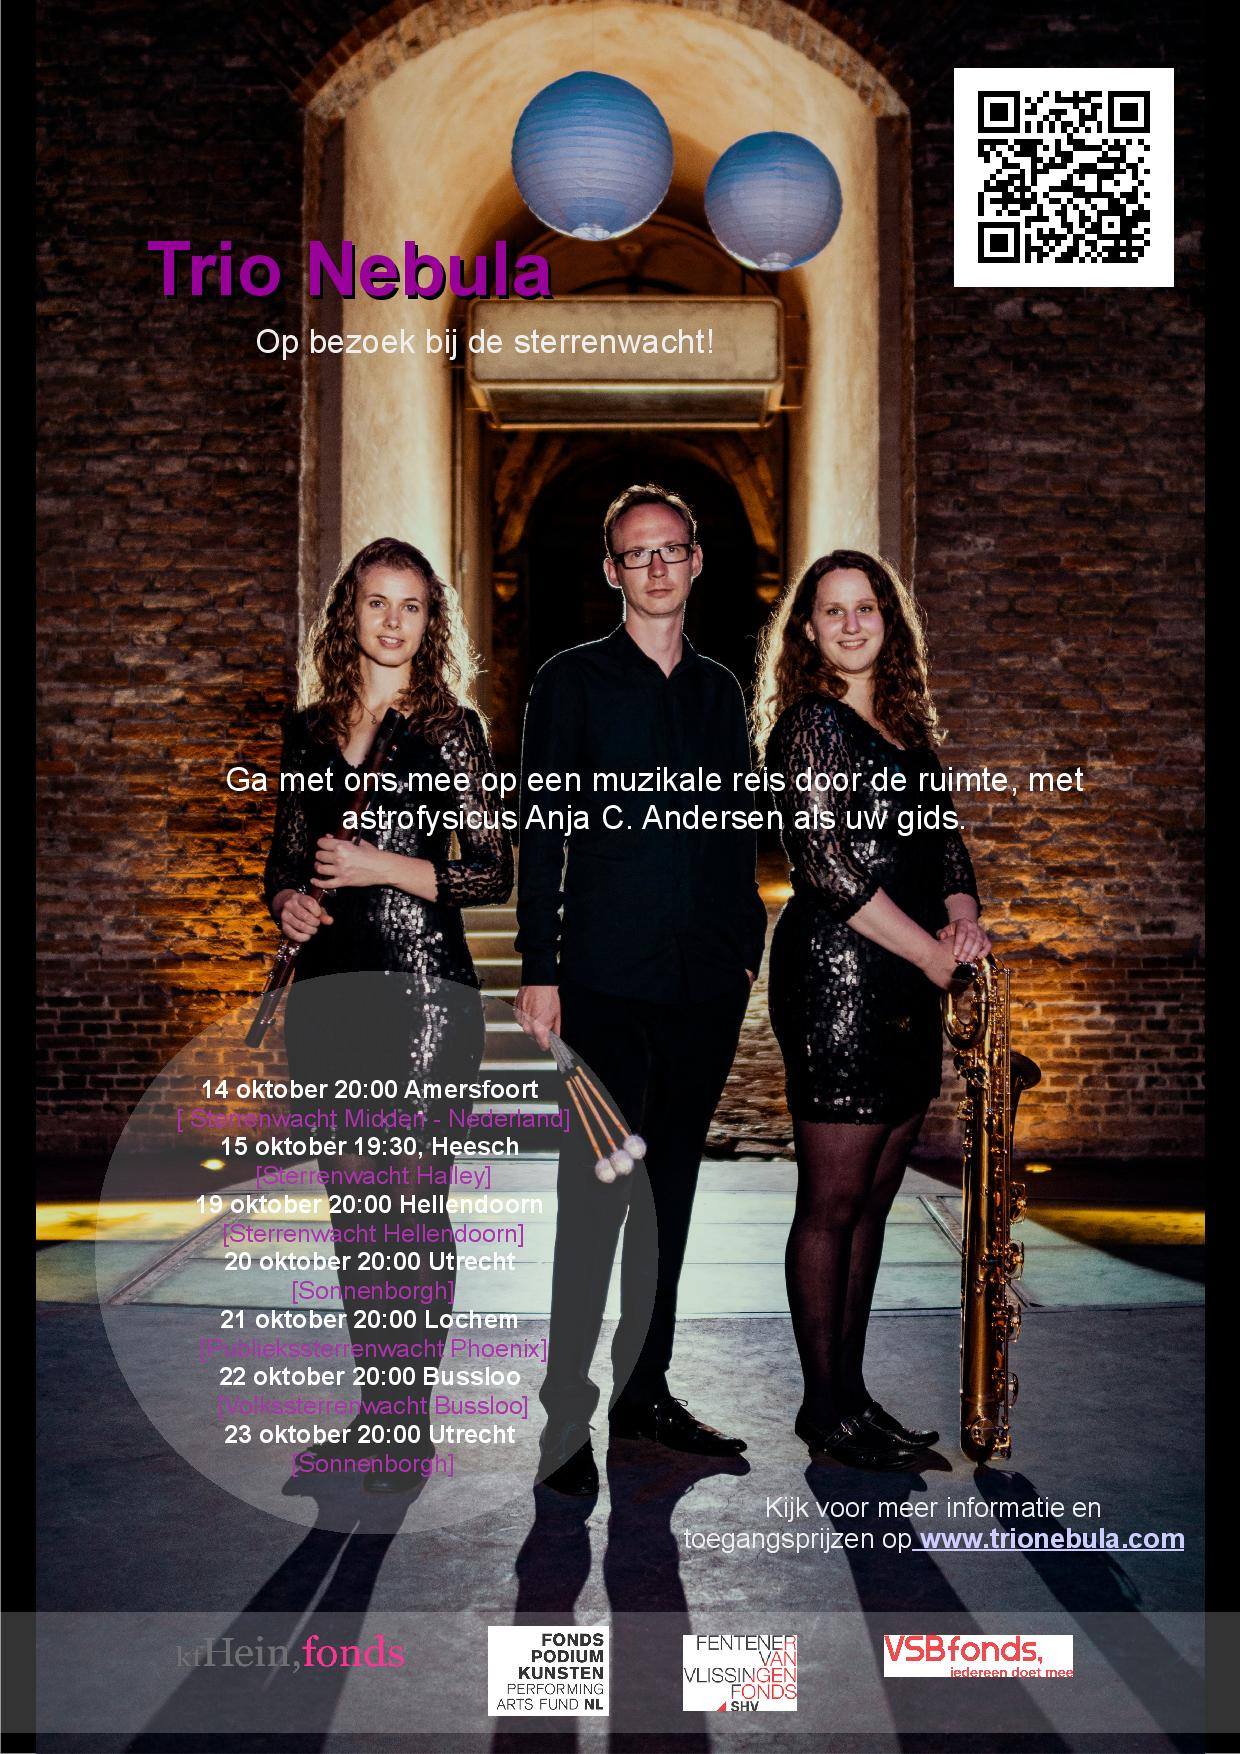 Trio Nebula
Op bezoek bij de sterrenwacht!
Ga met ons mee op een muzikale reis door de ruimte, met
astrofysicus Anja C. Andersen als uw gids.
14 oktober 20:00 Amersfoort
[ Sterrenwacht Midden - Nederland]
15 oktober 19:30, Heesch
[Sterrenwacht Halley]
19 oktober 20:00 Hellendoorn
[Sterrenwacht Hellendoorn]
20 oktober 20:00 Utrecht
[Sonnenborgh]
21 oktober 20:00 Lochem
[Publiekssterrenwacht Phoenix]
22 oktober 20:00 Bussloo
[Volkssterrenwacht Bussloo]
23 oktober 20:00 Utrecht
[Sonnenborgh]
Kijk voor meer informatie en
toegangsprijzen op www.trionebula.com
kfHein,fonds
FONDS
PODIUM
KUNSTEN
PERFORMING
ARTS FUND NL
FENTENER
VAN
VLISSINGEN
FONDS
SHV
VSBfonds,
iedereen doet mee